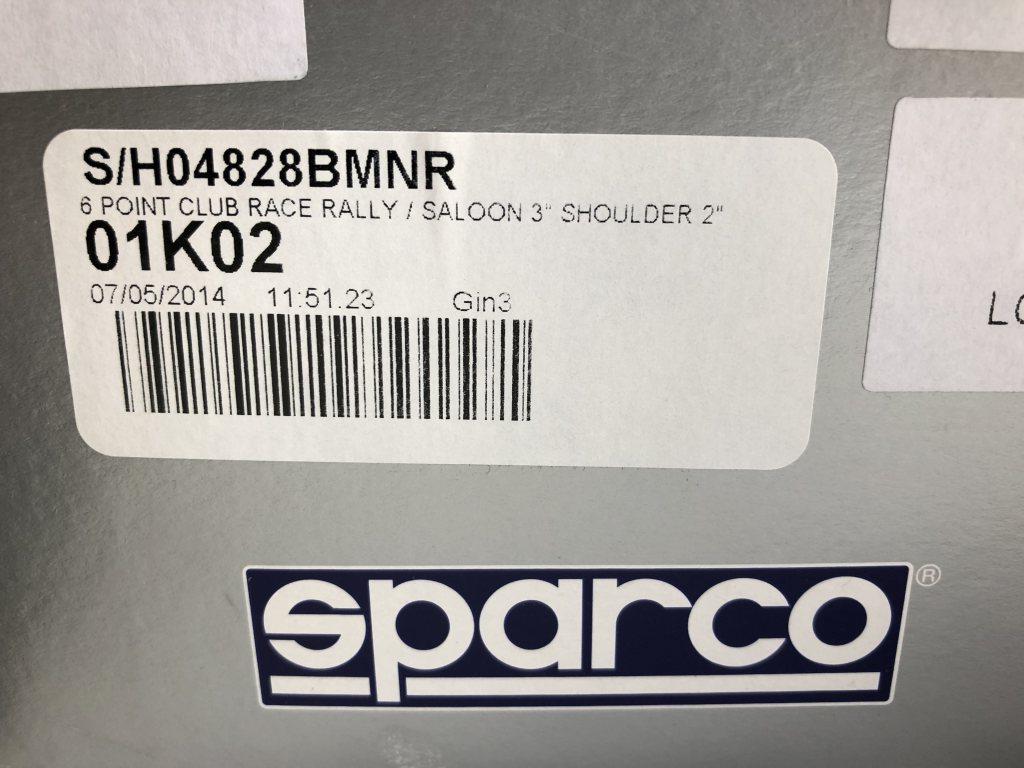 S/H04828BMNR
6 POINT CLUB RACE RALLY / SALOON 3" SHOULDER 2"
01K02
07/05/2014 11:51.23 Gin3
sparco®